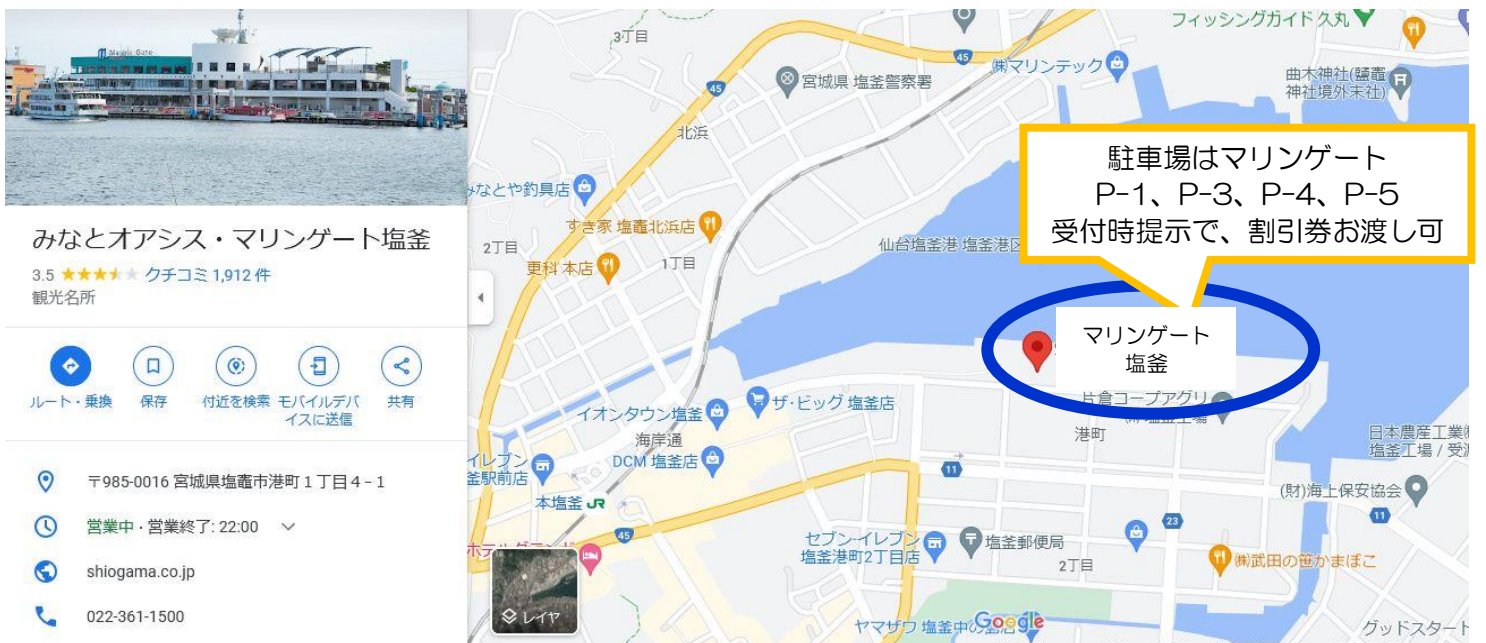 Marine Gate
みなとオアシス・マリンゲート塩釜
3.5
クチコミ 1,912 件
観光名所
ルート・乗換
保存
付近を検索
モバイルデバ
イスに送信
共有
〒985-0016 宮城県塩竈市港町1丁目4-1
営業中・営業終了: 22:00
shiogama.co.jp
022-361-1500
3丁目
45
45
宮城県 塩釜警察署
㈱マリンテック
フィッシングガイド 久丸
曲木神社(鹽竈
神社境外末社)
北浜
みなとや釣具店
すき家 塩竈北浜店
2丁目
更科 本店
1丁目
仙台塩釜港 塩釜港区
駐車場はマリンゲート
P-1、P-3、P-4、P-5
受付時提示で、割引券お渡し可
マリンゲート
塩釜
片倉コープアグリ
港町
イオンタウン塩釜
ザ・ビッグ 塩釜店
海岸通
DCM 塩釜店
イレブン
釜駅前店
本塩釜 JR
日本農産工業㈱
塩釜工場 / 受
11
(財)海上保安協会
11
23
45
セブン-イレブン
塩釜港町2丁目店
塩釜郵便局
2丁目
㈱武田の笹かまぼこ
レイヤ
ヤマザワ 塩釜中
Google
グッドスタート